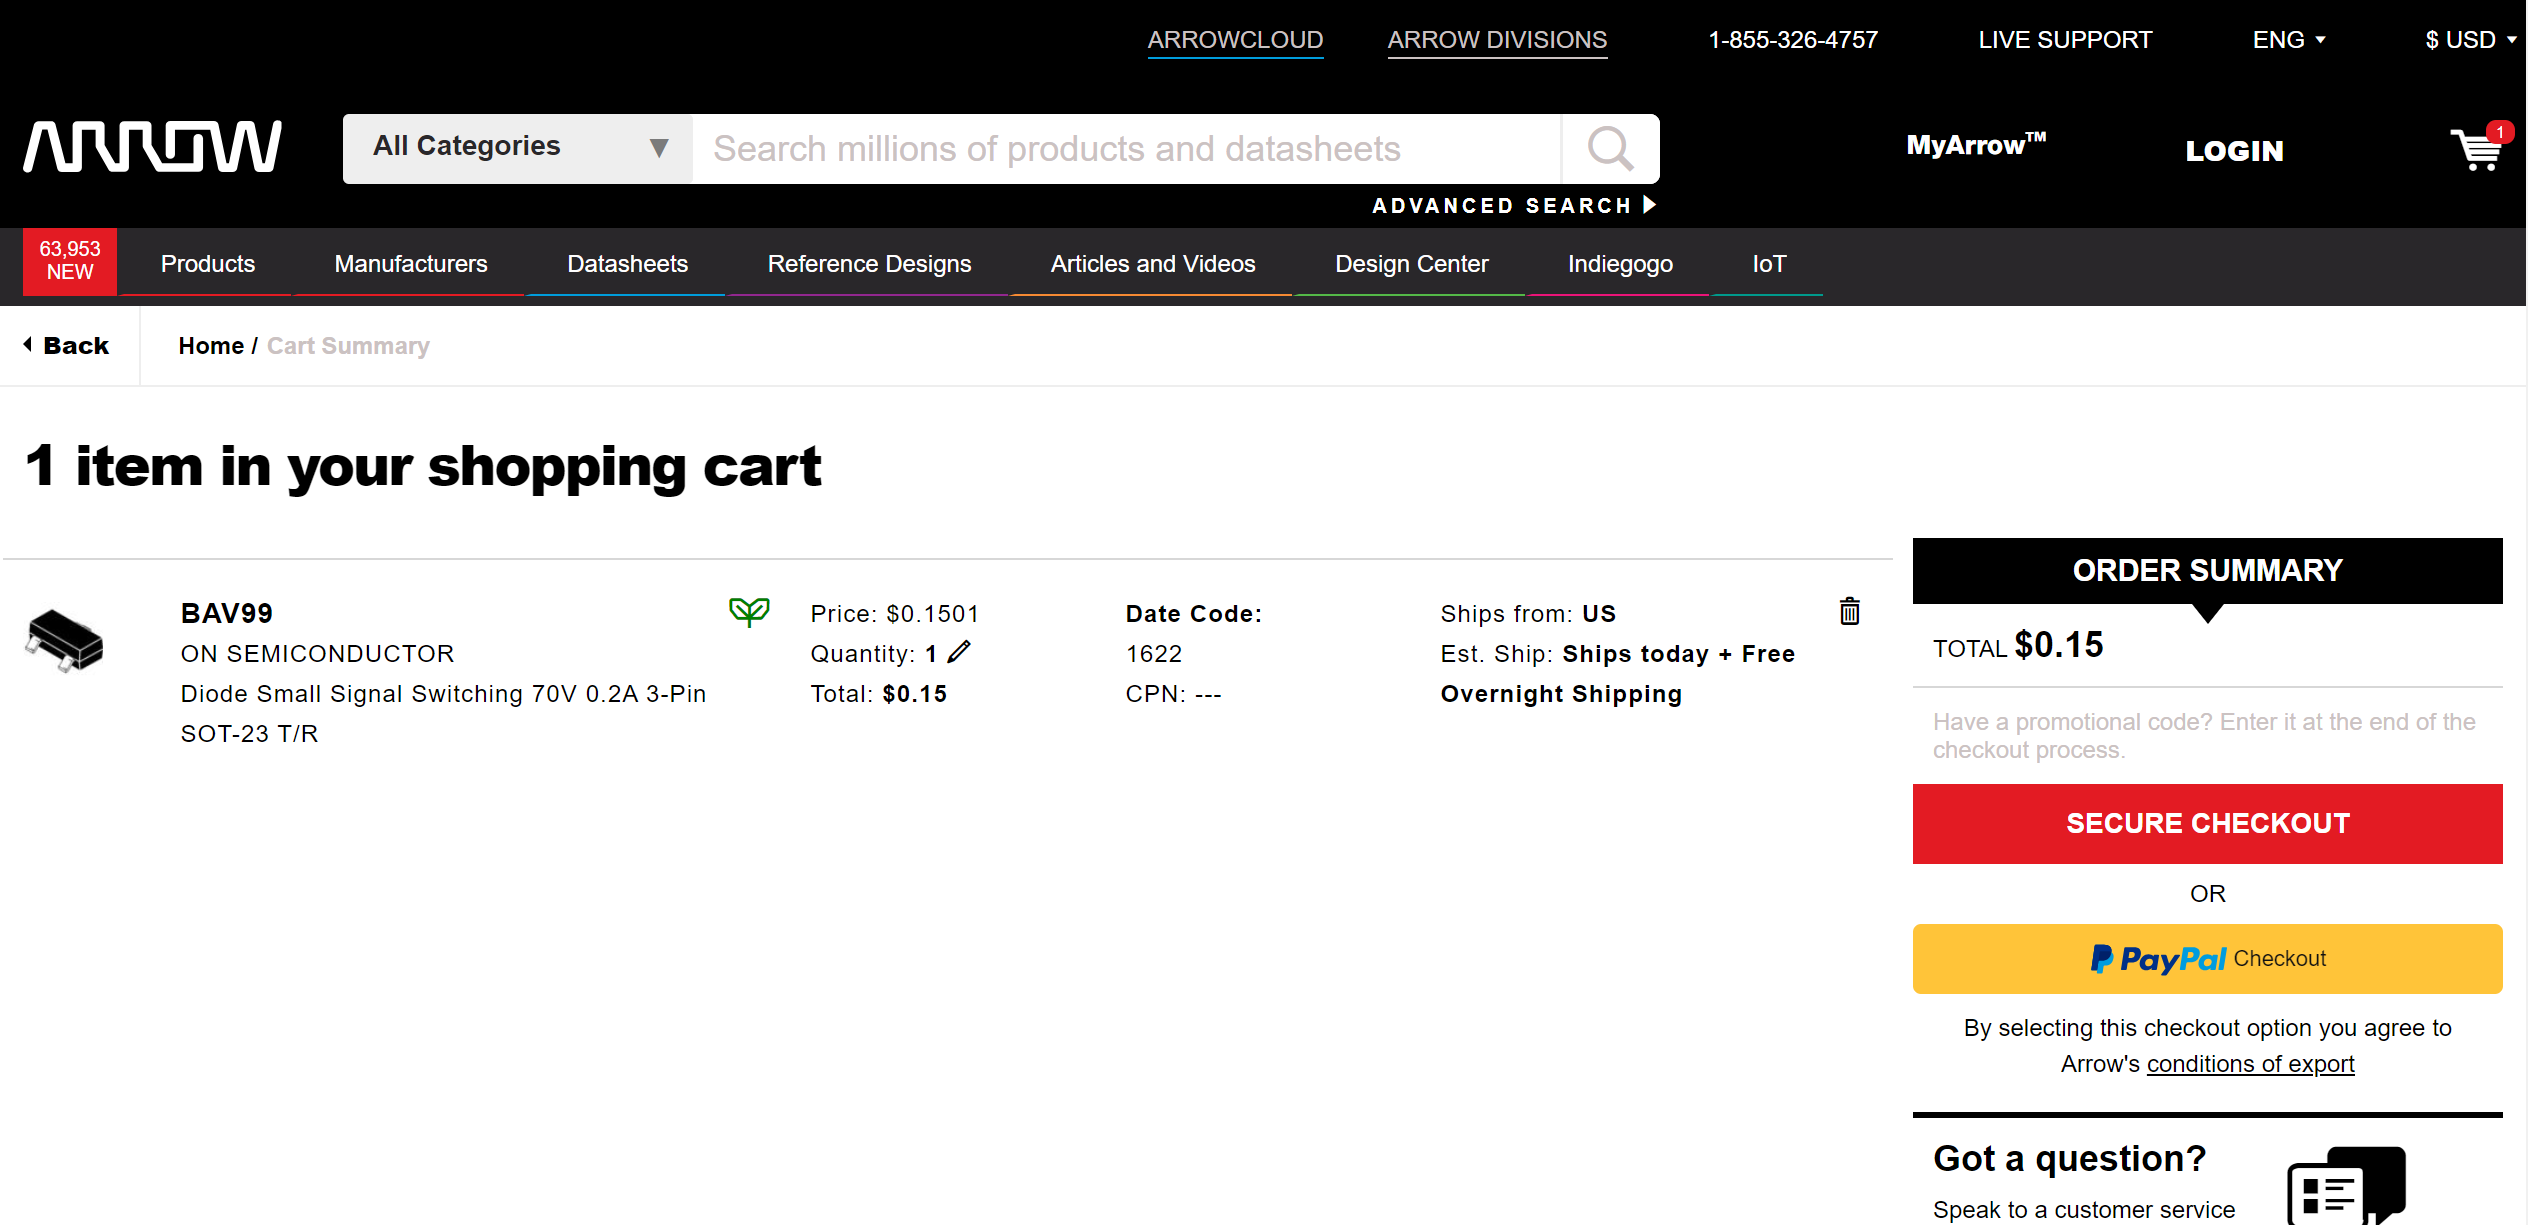 ARROWCLOUD ARROW DIVISIONS 1-855-326-4757 LIVE SUPPORT ENG $ USD
ARROW All Categories Search millions of products and datasheets MyArrow™ LOGIN 1
ADVANCED SEARCH
63,953
NEW
Products Manufacturers Datasheets Reference Designs Articles and Videos Design Center Indiegogo IoT
Back Home / Cart Summary
1 item in your shopping cart
BAV99
ON SEMICONDUCTOR
Diode Small Signal Switching 70V 0.2A 3-Pin
SOT-23 T/R
Price: $0.1501
Quantity: 1
Total: $0.15
Date Code:
1622
CPN: ---
Ships from: US
Est. Ship: Ships today + Free
Overnight Shipping
ORDER SUMMARY
TOTAL $0.15
Have a promotional code? Enter it at the end of the
checkout process.
SECURE CHECKOUT
OR
PayPal Checkout
By selecting this checkout option you agree to
Arrow's conditions of export
Got a question?
Speak to a customer service